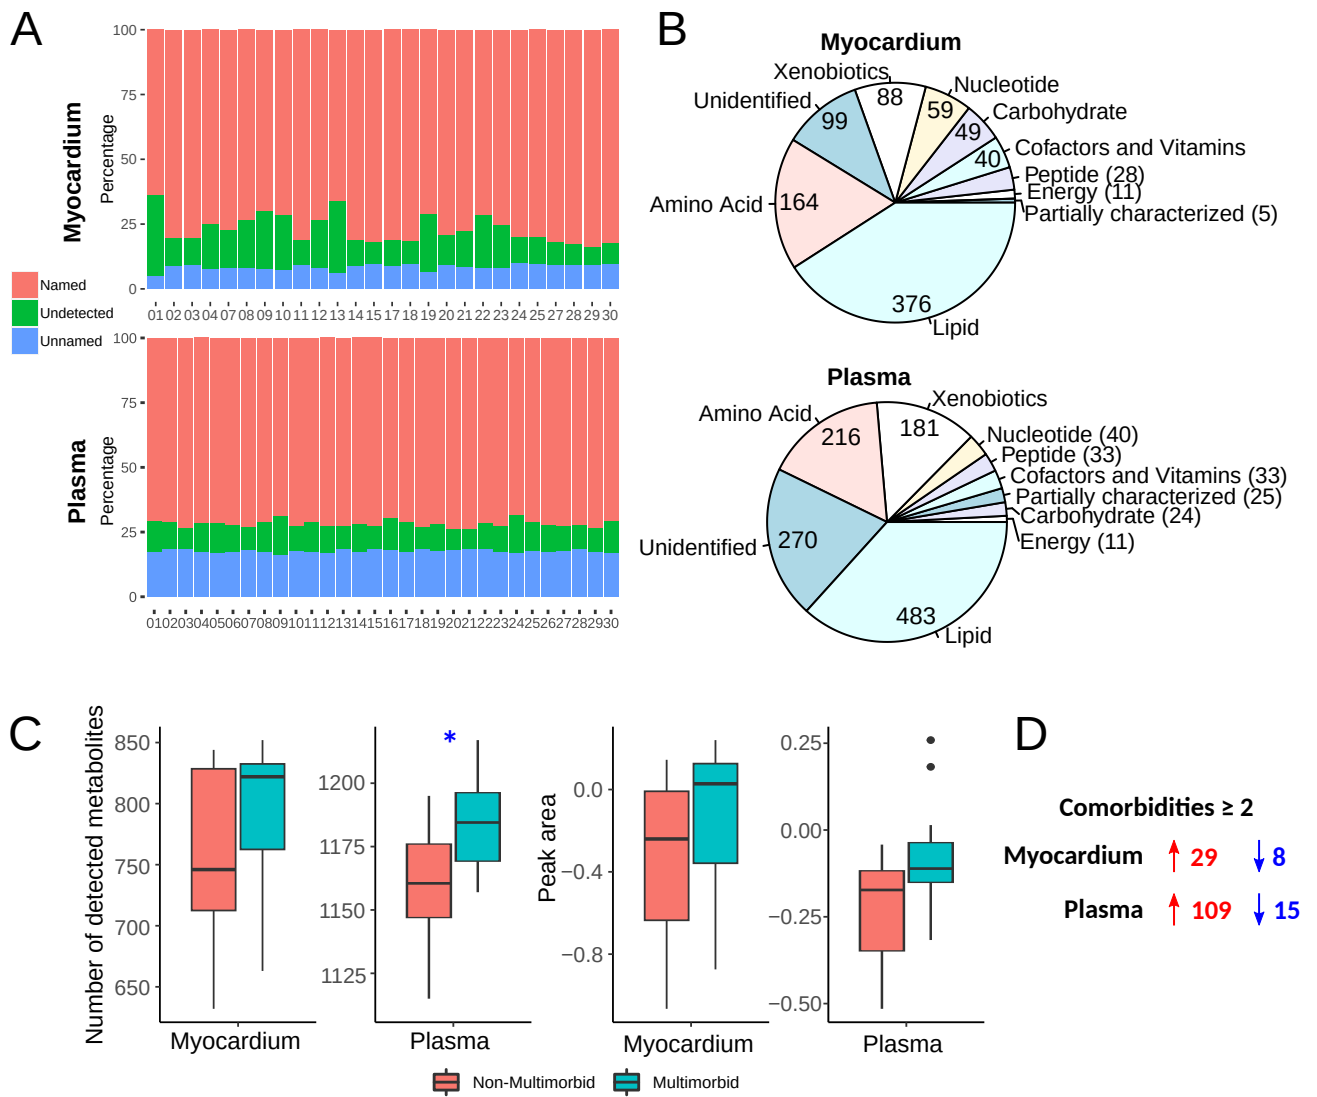 A
Myocardium
Percentage
100
75
50
25
0
01 02 03 04 07 08 09 10 11 12 13 14 15 17 18 19 20 21 22 23 24 25 27 28 29 30
Named
Undetected
Unnamed
Plasma
Percentage
100
75
50
25
0
01020304050607080910111213141516171819202122232425262728 2930
B
Myocardium
Xenobiotics
88
Nucleotide
59
Unidentified
99
Carbohydrate
49
Cofactors and Vitamins
40
Peptide (28)
Energy (11)
Amino Acid
164
Partially characterized (5)
376
Lipid
Plasma
Xenobiotics
181
Amino Acid
216
Nucleotide (40)
Peptide (33)
Cofactors and Vitamins (33)
Partially characterized (25)
Carbohydrate (24)
Energy (11)
Unidentified
270
483
Lipid
C
Number of detected metabolites
850
800
750
700
650
Myocardium
*
1200
1175
1150
1125
Plasma
Peak area
0.0
−0.4
−0.8
Myocardium
0.25
0.00
−0.25
−0.50
Plasma
Non-Multimorbid
Multimorbid
D
Comorbidities ≥ 2
Myocardium ↑ 29 ↓ 8
Plasma ↑ 109 ↓ 15